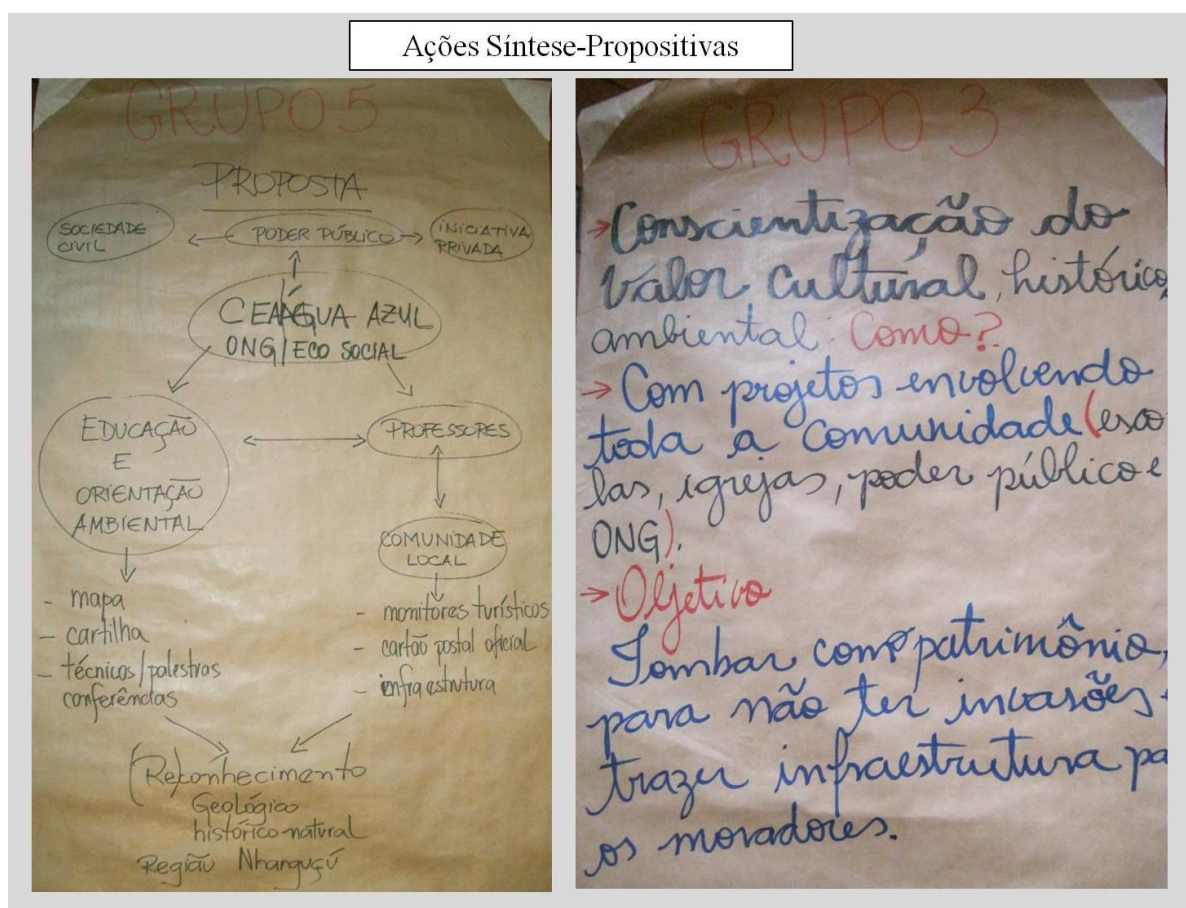 Ações Síntese-Propositivas
GRUPO 5
PROPOSTA
SOCIEDADE
CIVIL
PODER PÚBLICO
INICIATIVA
PRIVADA
CEAÁGUA AZUL
ONG/ECO SOCIAL
EDUCAÇÃO
E
ORIENTAÇÃO
AMBIENTAL
PROFESSORES
COMUNIDADE
LOCAL
- mapa
- cartilha
- técnicos/palestras
conferências
- monitores turísticos
- cartão postal oficial
- infra estrutura
(Reconhecimento
Geológico
histórico-natural
Região Nhanguçú
GRUPO 3
→ Conscientização do
valor cultural, histórico,
ambiental: Como?
→ Com projetos envolvendo
toda a comunidade (esco
las, igrejas, poder público e
ONG).
→ Objetivo
Tombar como patrimônio,
para não ter invasões
trazer infraestrutura pa
os moradores.